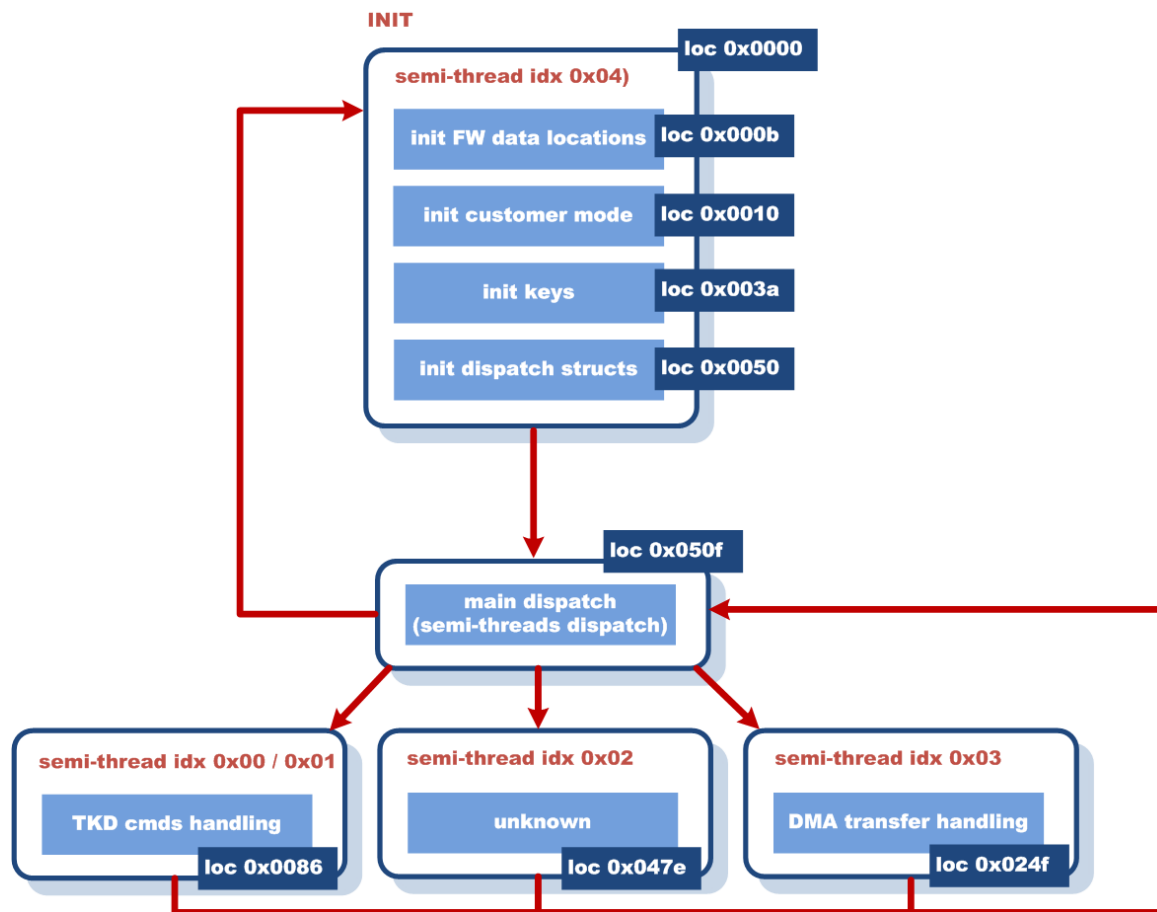 INIT
loc 0x0000
semi-thread idx 0x04)
init FW data locations
loc 0x000b
init customer mode
loc 0x0010
init keys
loc 0x003a
init dispatch structs
loc 0x0050
loc 0x050f
main dispatch
(semi-threads dispatch)
semi-thread idx 0x00 / 0x01
TKD cmds handling
loc 0x0086
semi-thread idx 0x02
unknown
loc 0x047e
semi-thread idx 0x03
DMA transfer handling
loc 0x024f